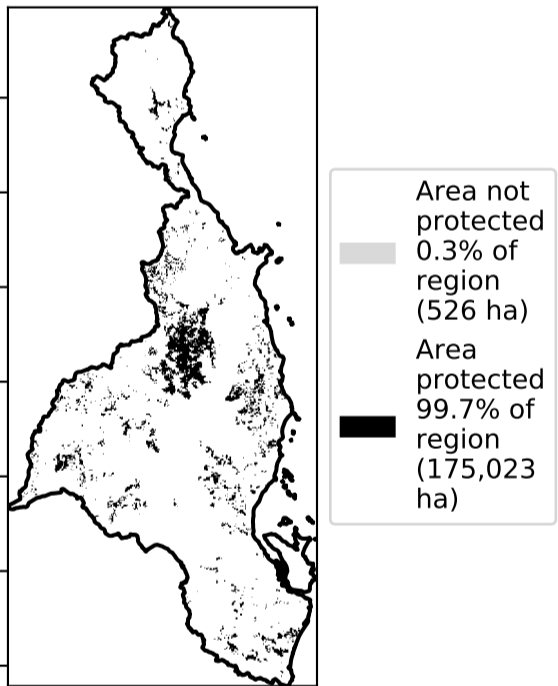 Area not
protected
0.3% of
region
(526 ha)
Area
protected
99.7% of
region
(175,023
ha)